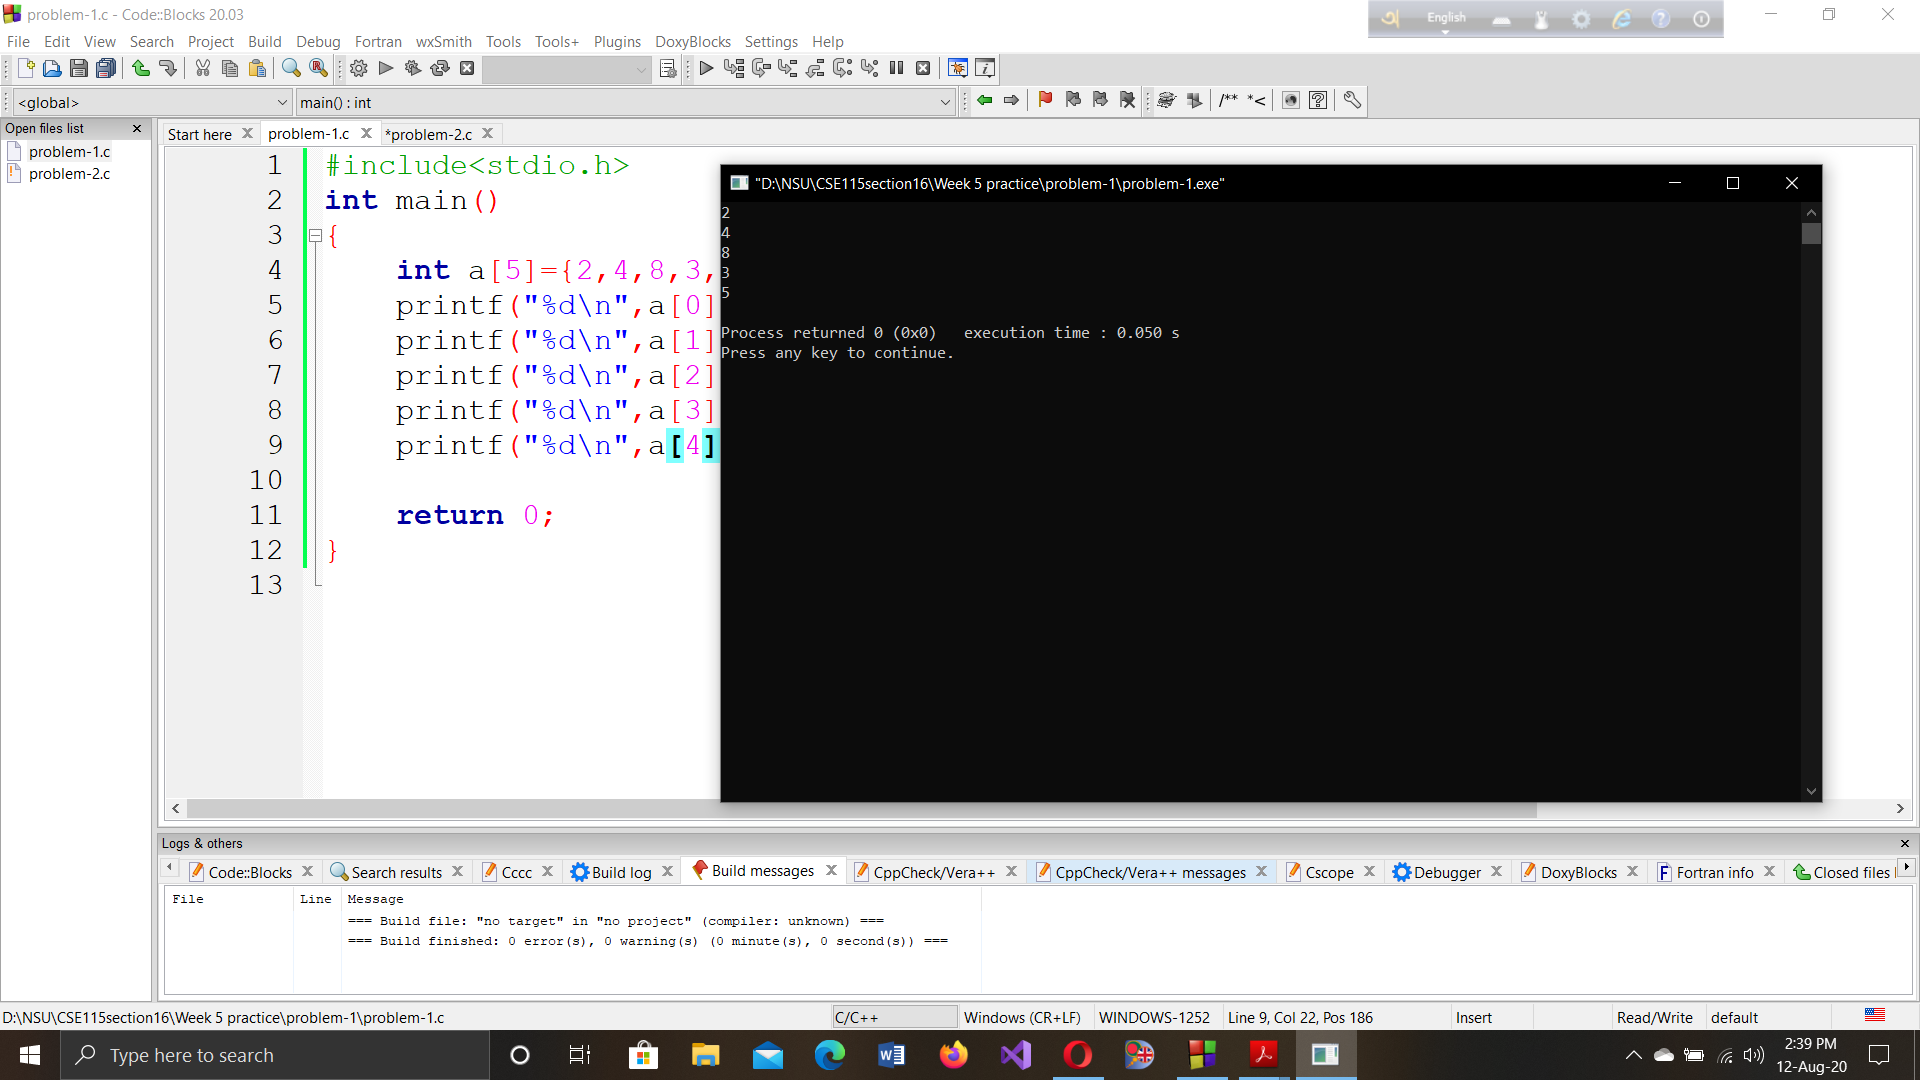 problem-1.c - Code::Blocks 20.03
English
File Edit View Search Project Build Debug Fortran wxSmith Tools Tools+ Plugins DoxyBlocks Settings Help
<global> main() : int /** *<
Open files list
problem-1.c
problem-2.c
Start here problem-1.c *problem-2.c
1 #include<stdio.h>
2 int main()
3 {
4 int a[5]={2,4,8,3,
5 printf("%d\n",a[0]
6 printf("%d\n",a[1]
7 printf("%d\n",a[2]
8 printf("%d\n",a[3]
9 printf("%d\n",a[4]
10
11 return 0;
12 }
13
"D:\NSU\CSE115section16\Week 5 practice\problem-1\problem-1.exe"
2
4
8
3
5
Process returned 0 (0x0)   execution time : 0.050 s
Press any key to continue.
Logs & others
Code::Blocks Search results Cccc Build log Build messages CppCheck/Vera++ CppCheck/Vera++ messages Cscope Debugger DoxyBlocks Fortran info Closed files l
File Line Message
=== Build file: "no target" in "no project" (compiler: unknown) ===
=== Build finished: 0 error(s), 0 warning(s) (0 minute(s), 0 second(s)) ===
D:\NSU\CSE115section16\Week 5 practice\problem-1\problem-1.c C/C++ Windows (CR+LF) WINDOWS-1252 Line 9, Col 22, Pos 186 Insert Read/Write default
Type here to search
2:39 PM
12-Aug-20